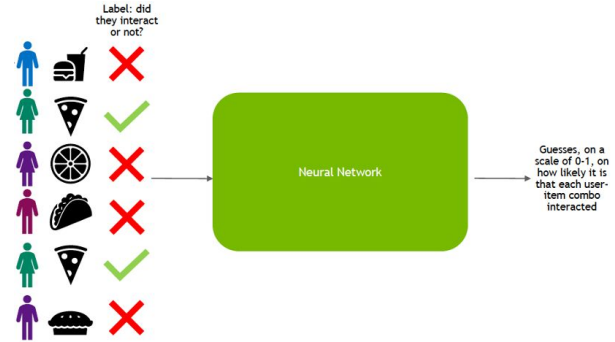 Label: did
they interact
or not?
Neural Network
Guesses, on a
scale of 0-1, on
how likely it is
that each user-
item combo
interacted